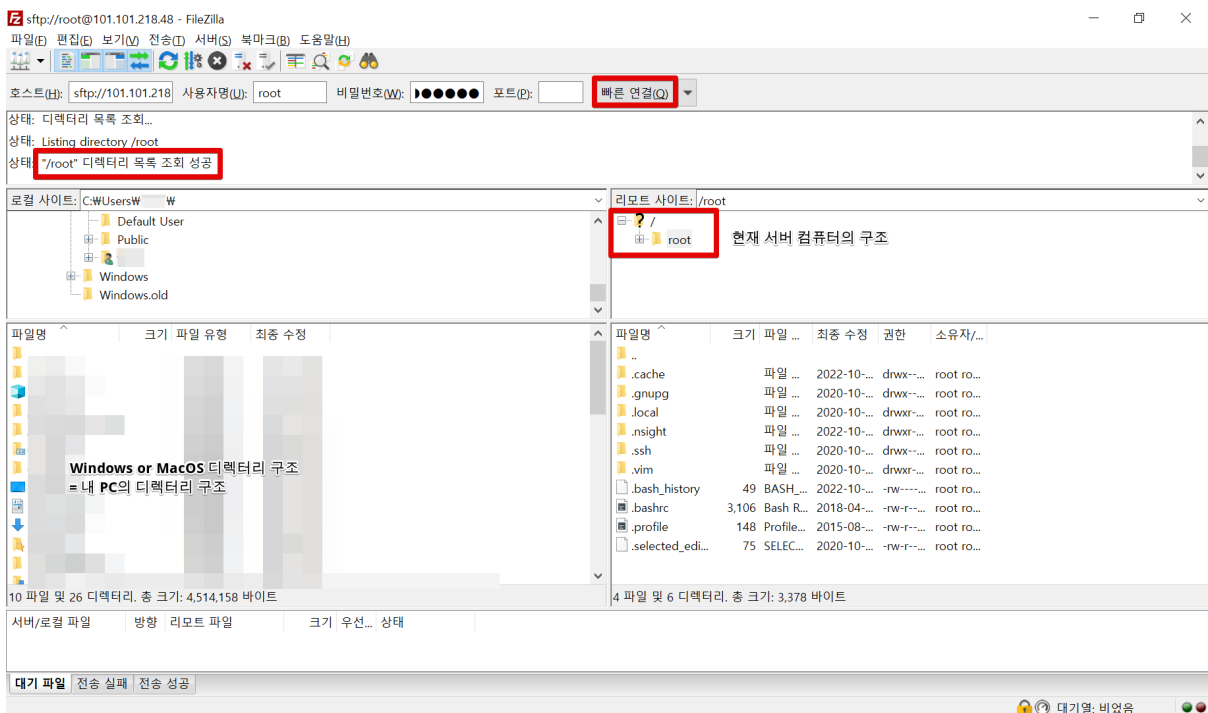 sftp://root@101.101.218.48 - FileZilla
파일(F) 편집(E) 보기(V) 전송(T) 서버(S) 북마크(B) 도움말(H)
호스트(H): sftp://101.101.218 사용자명(U): root 비밀번호(W): ●●●●●● 포트(P): 빠른 연결(Q)
상태: 디렉터리 목록 조회...
상태: Listing directory /root
상태: "/root" 디렉터리 목록 조회 성공
로컬 사이트: C:₩Users₩ ₩
Default User
Public
Windows
Windows.old
리모트 사이트: /root
? /
root
현재 서버 컴퓨터의 구조
파일명 크기 파일 유형 최종 수정
Windows or MacOS 디렉터리 구조
= 내 PC의 디렉터리 구조
10 파일 및 26 디렉터리. 총 크기: 4,514,158 바이트
파일명 크기 파일 ... 최종 수정 권한 소유자/...
..
.cache 파일 ... 2022-10-... drwx--... root ro...
.gnupg 파일 ... 2020-10-... drwx--... root ro...
.local 파일 ... 2020-10-... drwxr-... root ro...
.nsight 파일 ... 2022-10-... drwxr-... root ro...
.ssh 파일 ... 2020-10-... drwx--... root ro...
.vim 파일 ... 2020-10-... drwxr-... root ro...
.bash_history 49 BASH_... 2022-10-... -rw----... root ro...
.bashrc 3,106 Bash R... 2018-04-... -rw-r--... root ro...
.profile 148 Profile... 2015-08-... -rw-r--... root ro...
.selected_edi... 75 SELEC... 2020-10-... -rw-r--... root ro...
4 파일 및 6 디렉터리. 총 크기: 3,378 바이트
서버/로컬 파일 방향 리모트 파일 크기 우선... 상태
대기 파일 전송 실패 전송 성공
대기열: 비었음